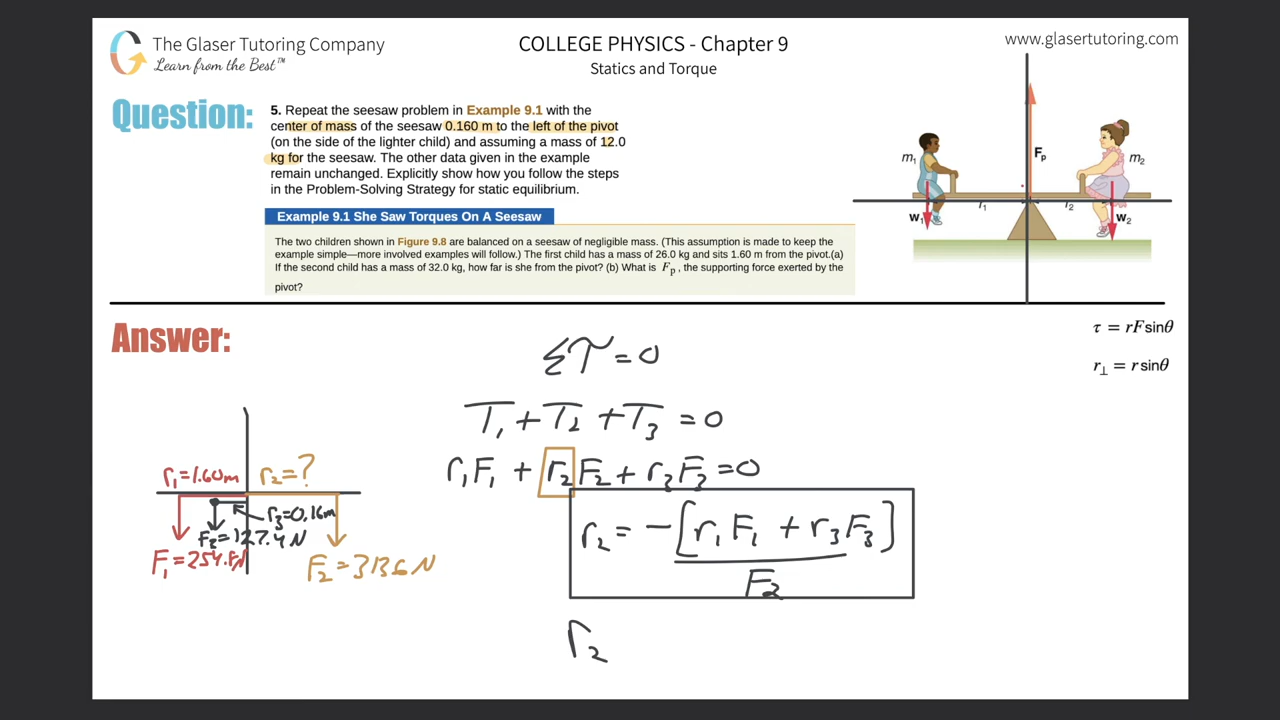 The Glaser Tutoring Company
Learn from the Best™
COLLEGE PHYSICS - Chapter 9
Statics and Torque
www.glasertutoring.com
Question:
5. Repeat the seesaw problem in Example 9.1 with the
center of mass of the seesaw 0.160 m to the left of the pivot
(on the side of the lighter child) and assuming a mass of 12.0
kg for the seesaw. The other data given in the example
remain unchanged. Explicitly show how you follow the steps
in the Problem-Solving Strategy for static equilibrium.
Example 9.1 She Saw Torques On A Seesaw
The two children shown in Figure 9.8 are balanced on a seesaw of negligible mass. (This assumption is made to keep the
example simple—more involved examples will follow.) The first child has a mass of 26.0 kg and sits 1.60 m from the pivot.(a)
If the second child has a mass of 32.0 kg, how far is she from the pivot? (b) What is Fp, the supporting force exerted by the
pivot?
Fp
m1
m2
r1
r2
w1
w2
Answer:
τ = rF sinθ
r⊥ = r sinθ
Στ = 0
T1 + T2 + T3 = 0
r1F1 + r2F2 + r3F3 = 0
r2 = -[r1F1 + r3F3]
F2
r2
r1=1.60m
r2=?
r3=0.16m
F1=254.8N
F2=313.6N